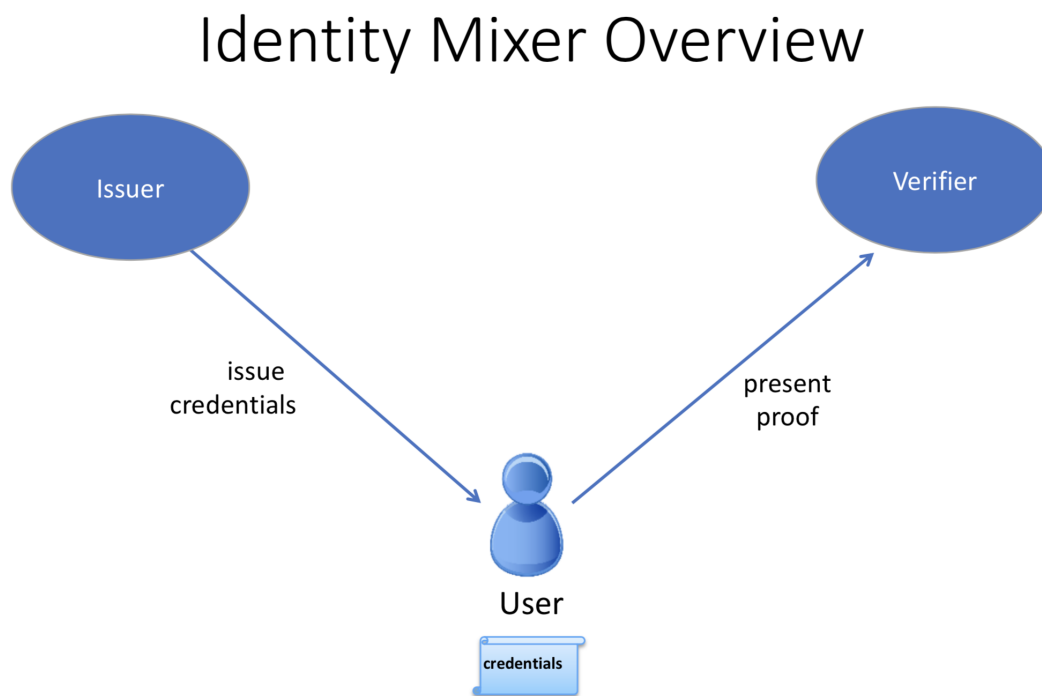 Identity Mixer Overview
Issuer
Verifier
issue
credentials
present
proof
User
credentials